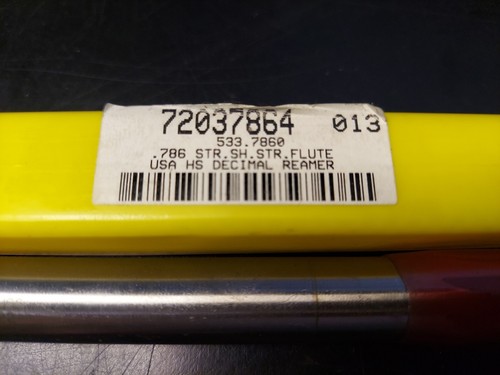 72037864 013
533.7860
.786 STR.SH.STR.FLUTE
USA HS DECIMAL REAMER